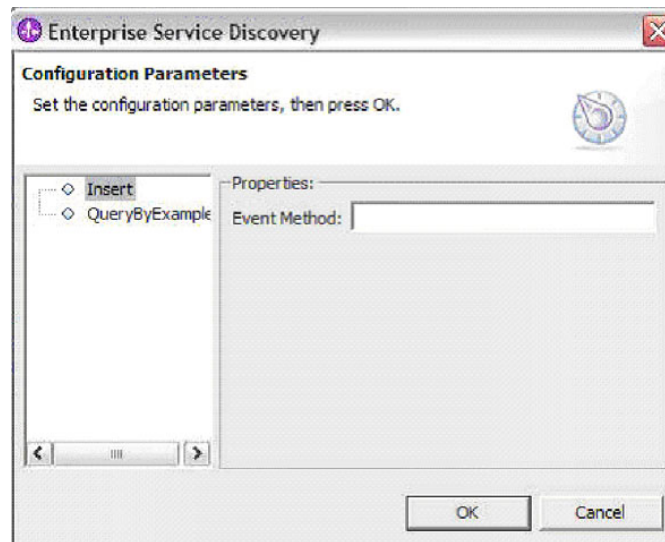 Enterprise Service Discovery
Configuration Parameters
Set the configuration parameters, then press OK.
Insert
QueryByExample
Properties:
Event Method:
OK
Cancel